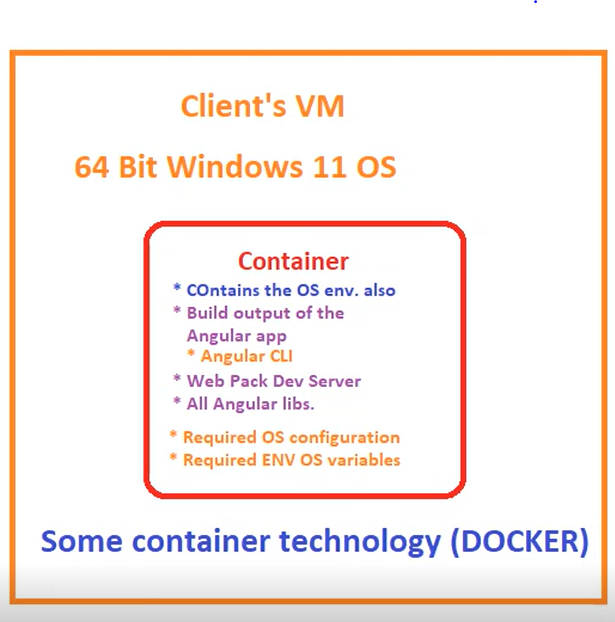 Client's VM
64 Bit Windows 11 OS
Container
* COntains the OS env. also
* Build output of the
Angular app
* Angular CLI
* Web Pack Dev Server
* All Angular libs.
* Required OS configuration
* Required ENV OS variables
Some container technology (DOCKER)